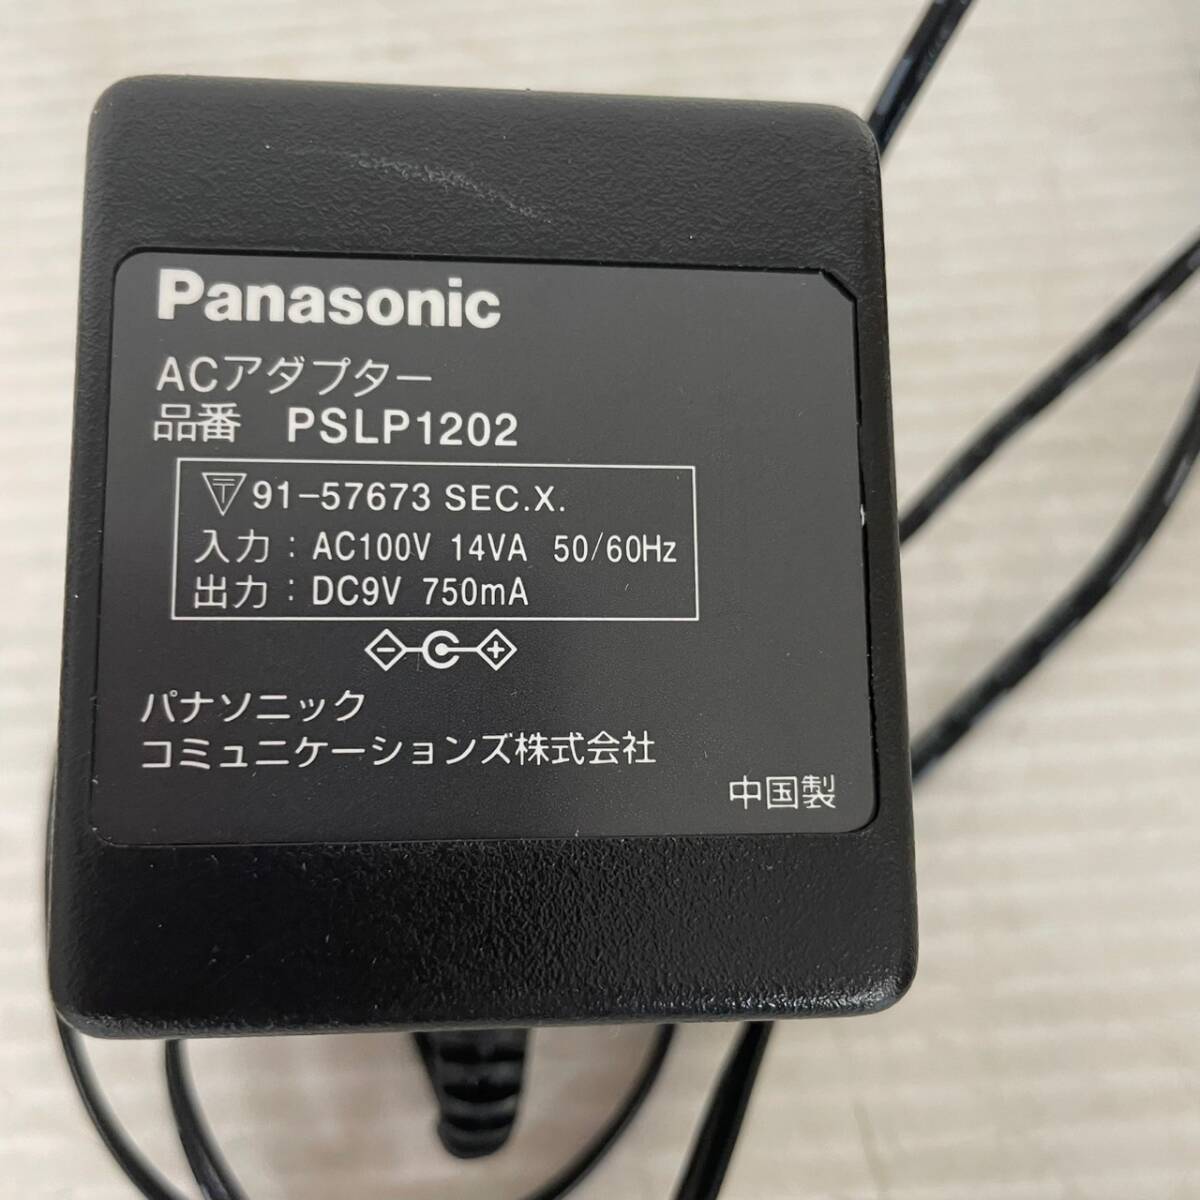 Panasonic
ACアダプター
品番 PSLP1202
〒91-57673 SEC.X.
入力：AC100V 14VA 50/60Hz
出力：DC9V 750mA
− +
パナソニック
コミュニケーションズ株式会社
中国製